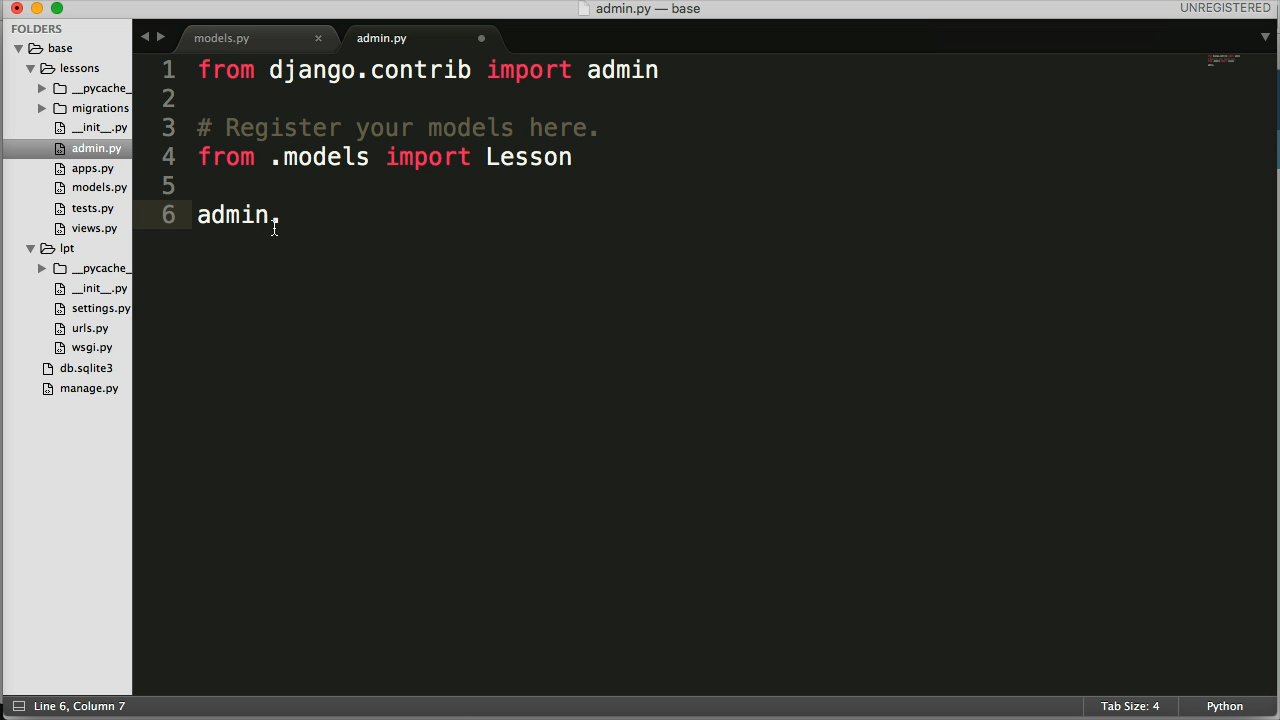 admin.py — base
UNREGISTERED
FOLDERS
base
lessons
__pycache_
migrations
__init__.py
admin.py
apps.py
models.py
tests.py
views.py
lpt
__pycache_
__init__.py
settings.py
urls.py
wsgi.py
db.sqlite3
manage.py
models.py
admin.py
1 from django.contrib import admin
2
3 # Register your models here.
4 from .models import Lesson
5
6 admin.
Line 6, Column 7
Tab Size: 4
Python